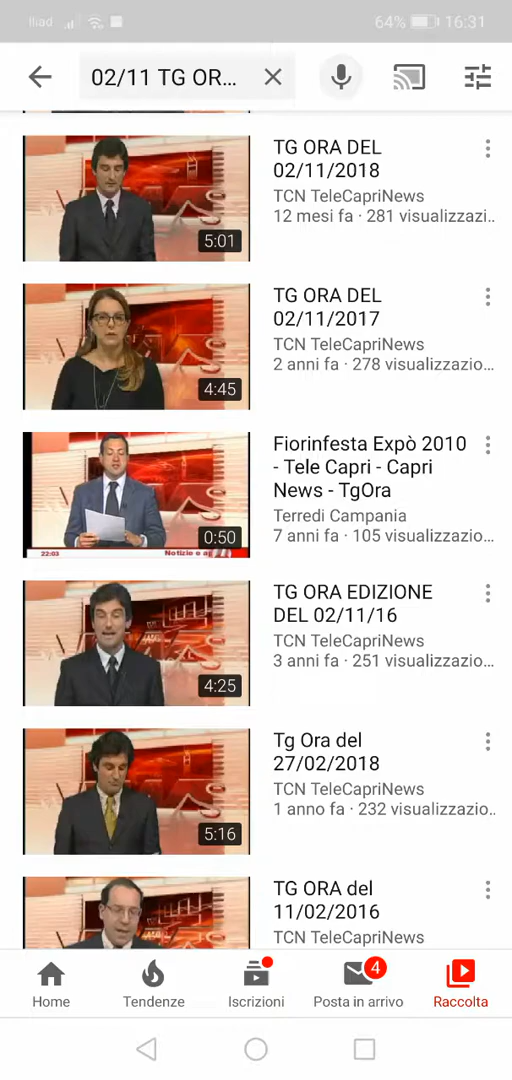 Iliad
64%
16:31
02/11 TG OR...
TG ORA DEL
02/11/2018
TCN TeleCapriNews
12 mesi fa · 281 visualizzazi..
5:01
TG ORA DEL
02/11/2017
TCN TeleCapriNews
2 anni fa · 278 visualizzazio...
4:45
Fiorinfesta Expò 2010
- Tele Capri - Capri
News - TgOra
Terredi Campania
7 anni fa · 105 visualizzazio...
0:50
22:03
Notizie e ag
TG ORA EDIZIONE
DEL 02/11/16
TCN TeleCapriNews
3 anni fa · 251 visualizzazio...
4:25
Tg Ora del
27/02/2018
TCN TeleCapriNews
1 anno fa · 232 visualizzazio..
5:16
TG ORA del
11/02/2016
TCN TeleCapriNews
4
Home
Tendenze
Iscrizioni
Posta in arrivo
Raccolta